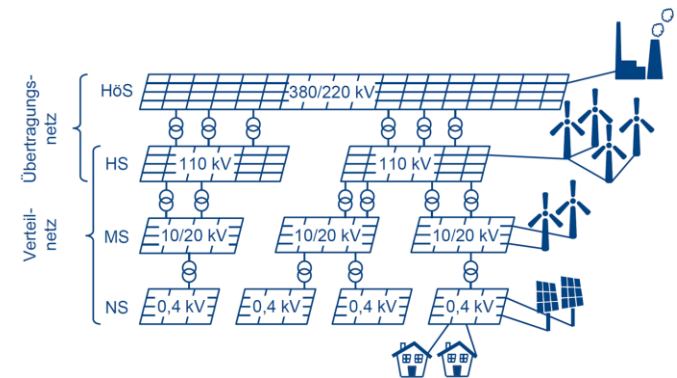 Übertragungs-
netz
HöS
380/220 kV
HS
110 kV
110 kV
Verteil-
netz
MS
10/20 kV
10/20 kV
10/20 kV
NS
0,4 kV
0,4 kV
0,4 kV
0,4 kV